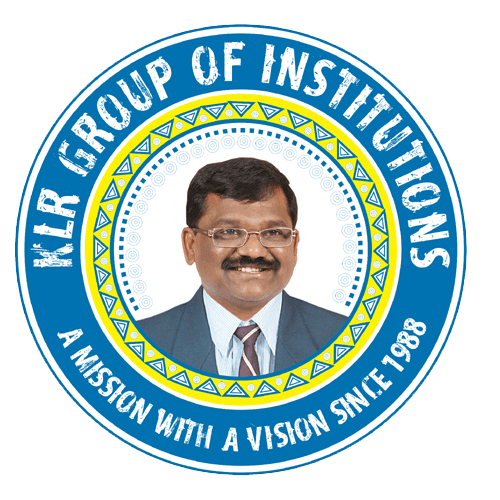 KLR GROUP OF INSTITUTIONS
A MISSION WITH A VISION SINCE 1988